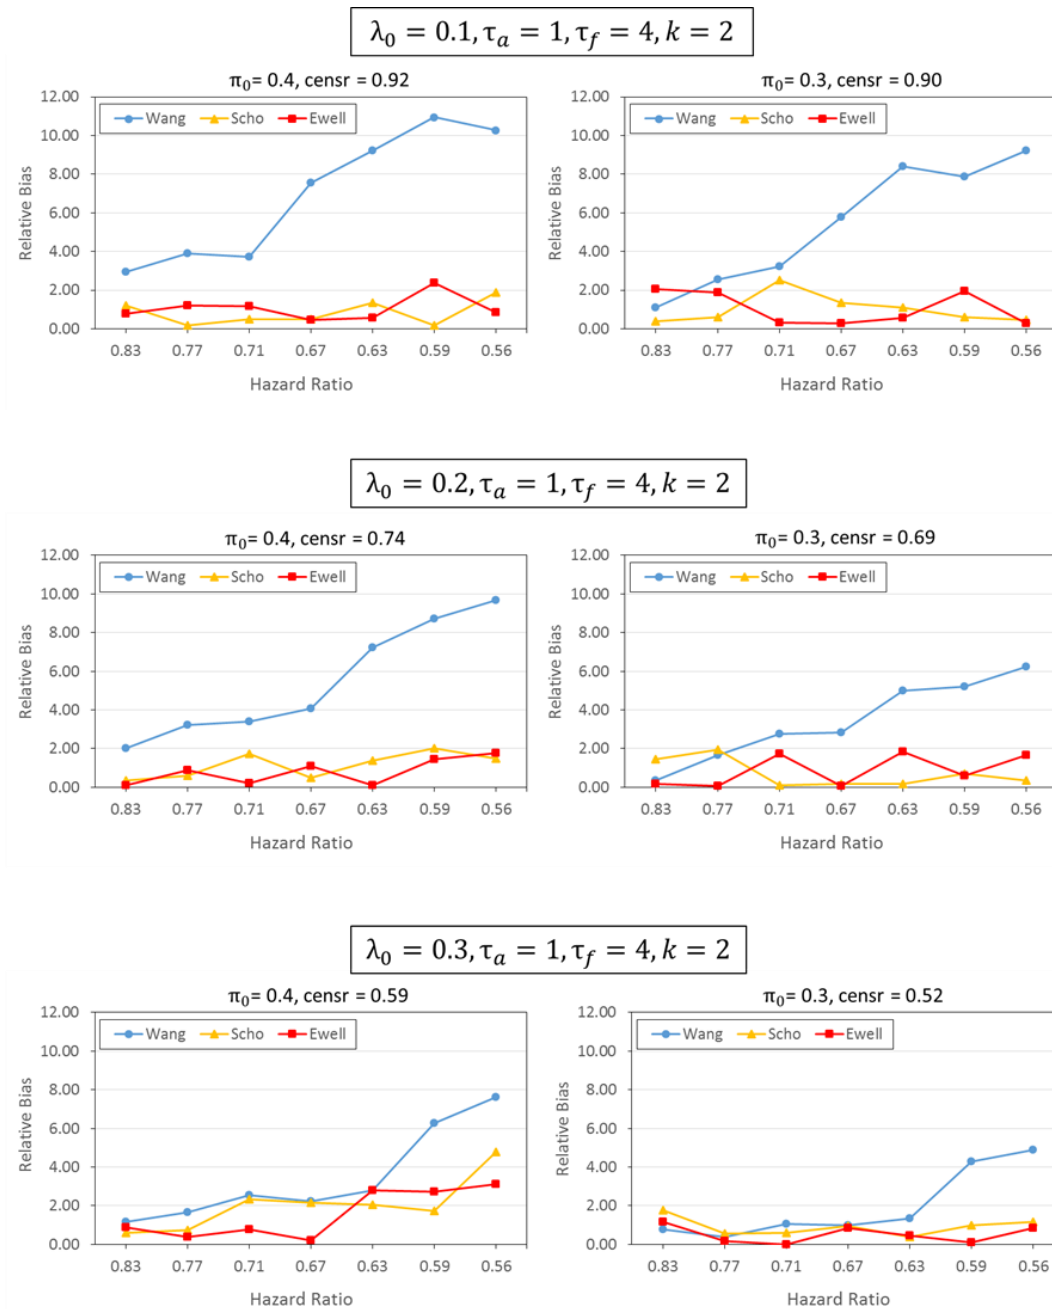 λ₀ = 0.1, τₐ = 1, τ_f = 4, k = 2
π₀= 0.4, censr = 0.92
12.00
10.00
8.00
6.00
4.00
2.00
0.00
Relative Bias
Wang Scho Ewell
0.83 0.77 0.71 0.67 0.63 0.59 0.56
Hazard Ratio
π₀= 0.3, censr = 0.90
12.00
10.00
8.00
6.00
4.00
2.00
0.00
Relative Bias
Wang Scho Ewell
0.83 0.77 0.71 0.67 0.63 0.59 0.56
Hazard Ratio
λ₀ = 0.2, τₐ = 1, τ_f = 4, k = 2
π₀= 0.4, censr = 0.74
12.00
10.00
8.00
6.00
4.00
2.00
0.00
Relative Bias
Wang Scho Ewell
0.83 0.77 0.71 0.67 0.63 0.59 0.56
Hazard Ratio
π₀= 0.3, censr = 0.69
12.00
10.00
8.00
6.00
4.00
2.00
0.00
Relative Bias
Wang Scho Ewell
0.83 0.77 0.71 0.67 0.63 0.59 0.56
Hazard Ratio
λ₀ = 0.3, τₐ = 1, τ_f = 4, k = 2
π₀= 0.4, censr = 0.59
12.00
10.00
8.00
6.00
4.00
2.00
0.00
Relative Bias
Wang Scho Ewell
0.83 0.77 0.71 0.67 0.63 0.59 0.56
Hazard Ratio
π₀= 0.3, censr = 0.52
12.00
10.00
8.00
6.00
4.00
2.00
0.00
Relative Bias
Wang Scho Ewell
0.83 0.77 0.71 0.67 0.63 0.59 0.56
Hazard Ratio